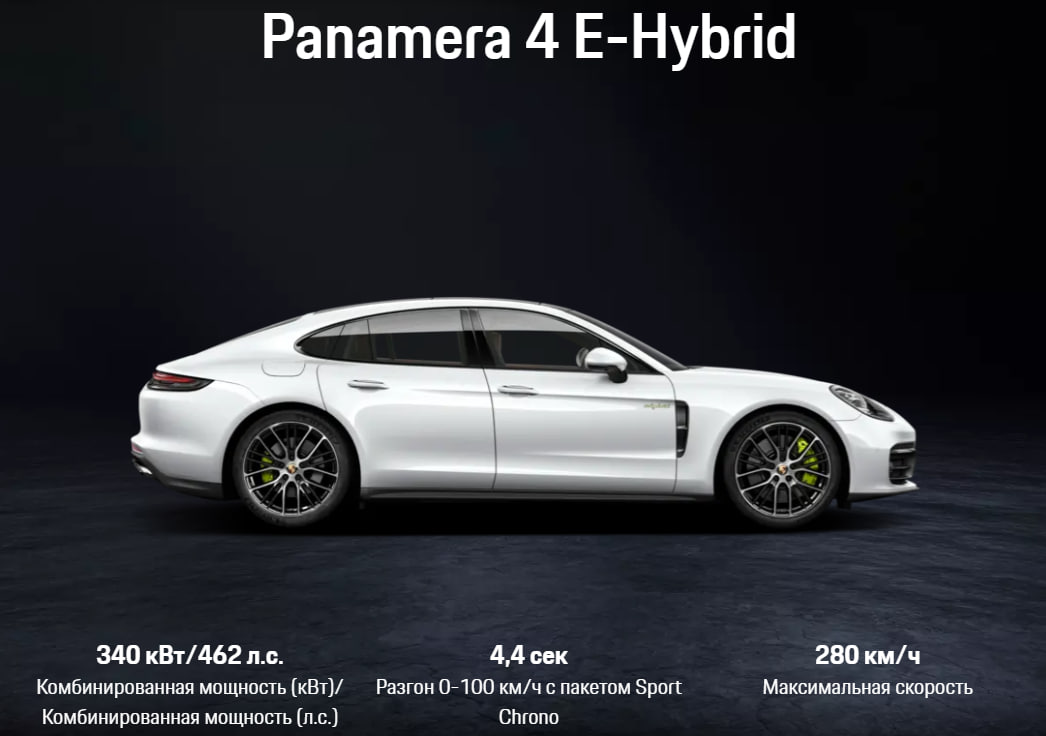 Panamera 4 E-Hybrid
340 кВт/462 л.с.
Комбинированная мощность (кВт)/
Комбинированная мощность (л.с.)
4,4 сек
Разгон 0-100 км/ч с пакетом Sport
Chrono
280 км/ч
Максимальная скорость